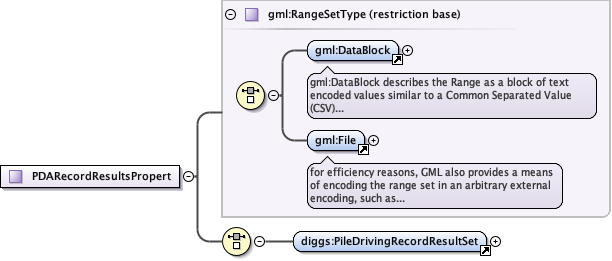 gml:RangeSetType (restriction base)
gml:DataBlock
gml:DataBlock describes the Range as a block of text
encoded values similar to a Common Separated Value
(CSV)...
gml:File
for efficiency reasons, GML also provides a means
of encoding the range set in an arbitrary external
encoding, such as...
PDARecordResultsPropert
diggs:PileDrivingRecordResultSet